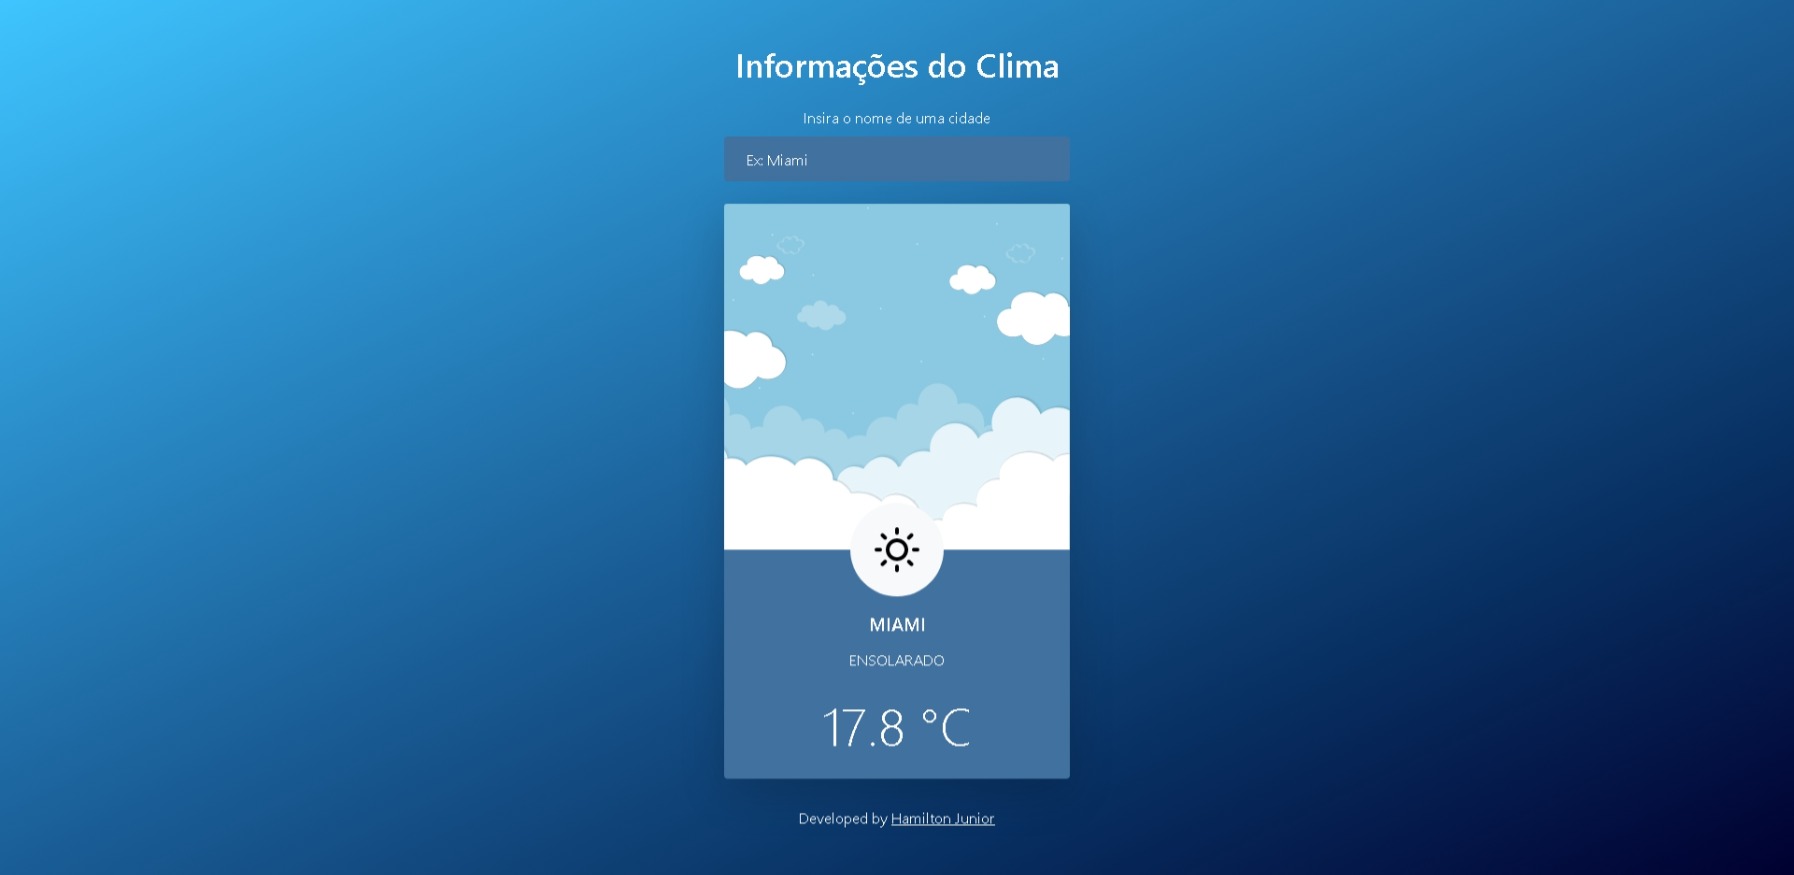 Informações do Clima
Insira o nome de uma cidade
Ex: Miami
MIAMI
ENSOLARADO
17.8 °C
Developed by Hamilton Junior